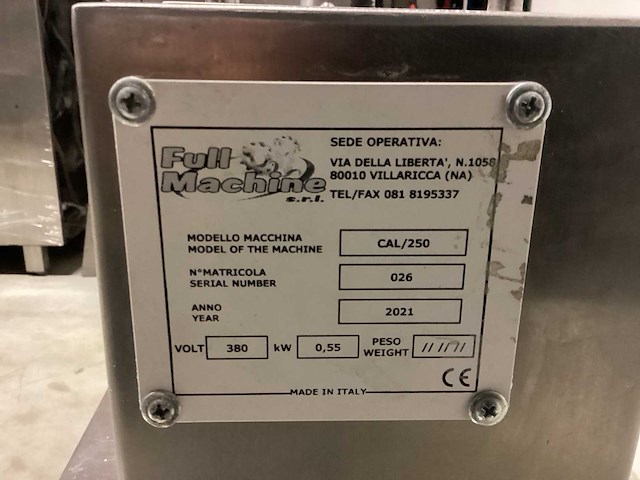 Full
Machine
s.r.l.
SEDE OPERATIVA:
VIA DELLA LIBERTA', N.1058
80010 VILLARICCA (NA)
TEL/FAX 081 8195337
MODELLO MACCHINA
MODEL OF THE MACHINE
CAL/250
N°MATRICOLA
SERIAL NUMBER
026
ANNO
YEAR
2021
VOLT 380 kW 0,55 PESO
WEIGHT
CE
MADE IN ITALY